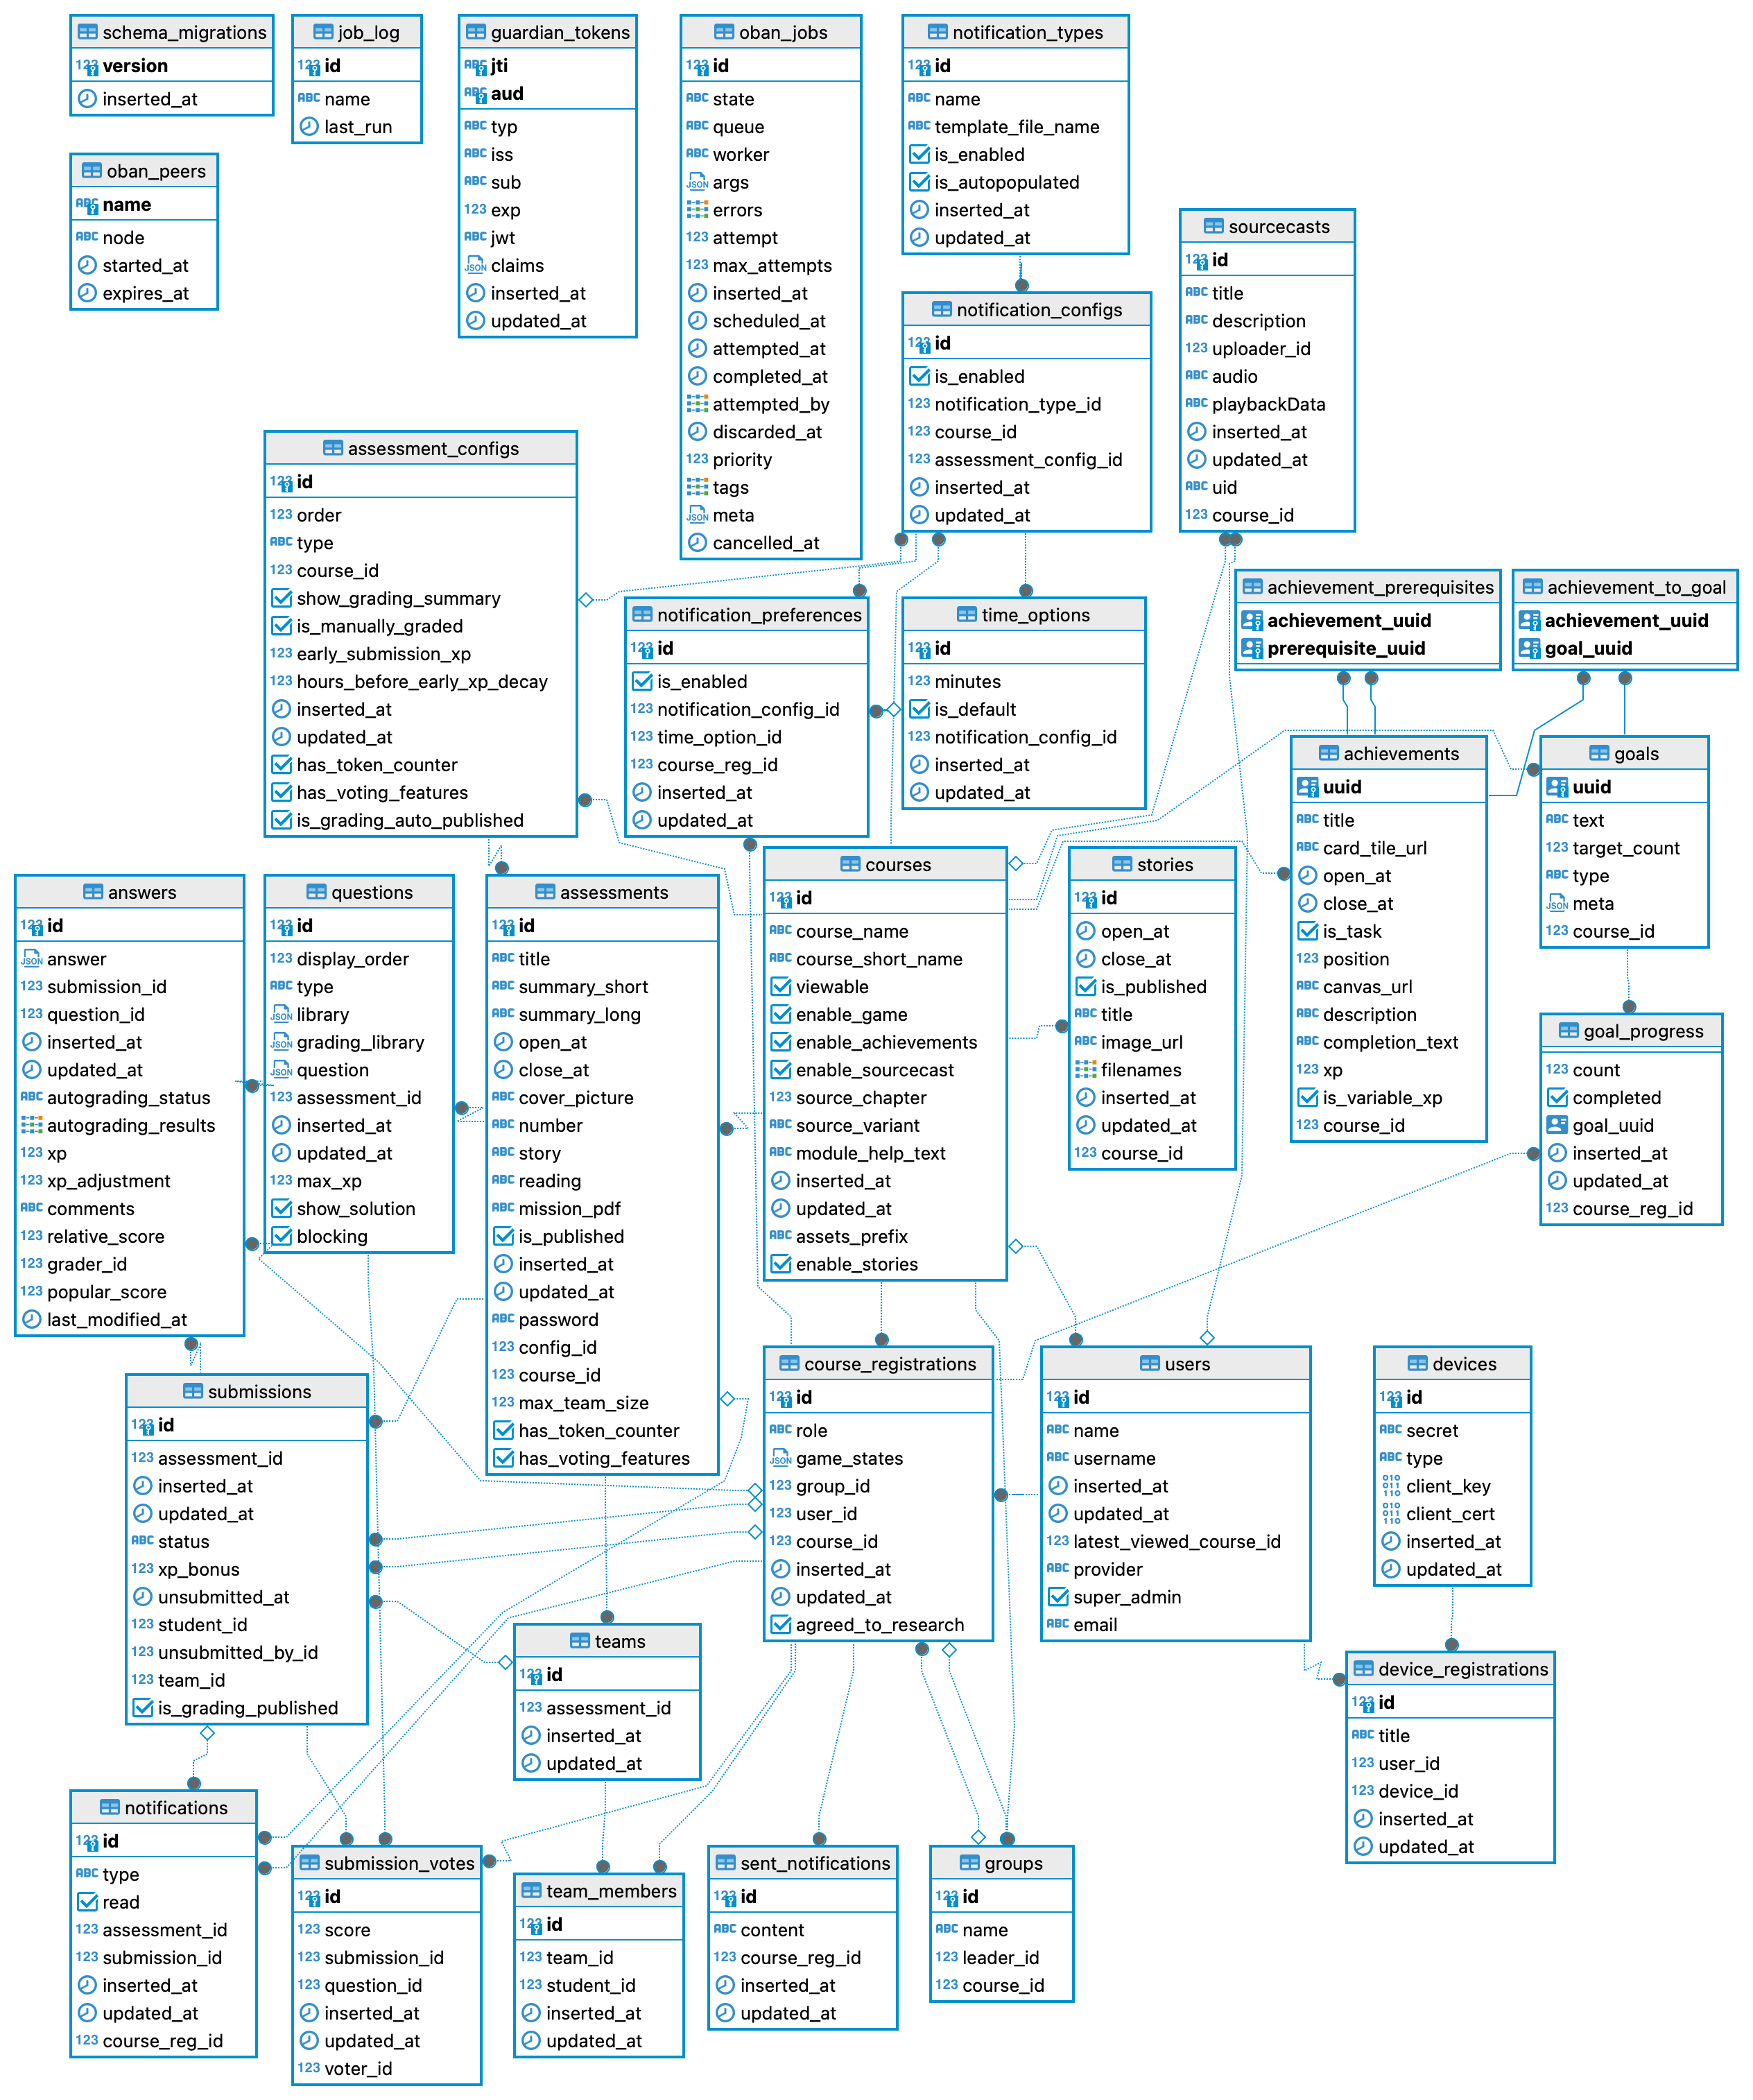 schema_migrations
version
inserted_at
job_log
id
name
last_run
guardian_tokens
jti
aud
typ
iss
sub
exp
jwt
claims
inserted_at
updated_at
oban_jobs
id
state
queue
worker
args
errors
attempt
max_attempts
inserted_at
scheduled_at
attempted_at
completed_at
attempted_by
discarded_at
priority
tags
meta
cancelled_at
notification_types
id
name
template_file_name
is_enabled
is_autopopulated
inserted_at
updated_at
oban_peers
name
node
started_at
expires_at
sourcecasts
id
title
description
uploader_id
audio
playbackData
inserted_at
updated_at
uid
course_id
notification_configs
id
is_enabled
notification_type_id
course_id
assessment_config_id
inserted_at
updated_at
assessment_configs
id
order
type
course_id
show_grading_summary
is_manually_graded
early_submission_xp
hours_before_early_xp_decay
inserted_at
updated_at
has_token_counter
has_voting_features
is_grading_auto_published
notification_preferences
id
is_enabled
notification_config_id
time_option_id
course_reg_id
inserted_at
updated_at
time_options
id
minutes
is_default
notification_config_id
inserted_at
updated_at
achievement_prerequisites
achievement_uuid
prerequisite_uuid
achievement_to_goal
achievement_uuid
goal_uuid
achievements
uuid
title
card_tile_url
open_at
close_at
is_task
position
canvas_url
description
completion_text
xp
is_variable_xp
course_id
goals
uuid
text
target_count
type
meta
course_id
answers
id
answer
submission_id
question_id
inserted_at
updated_at
autograding_status
autograding_results
xp
xp_adjustment
comments
relative_score
grader_id
popular_score
last_modified_at
questions
id
display_order
type
library
grading_library
question
assessment_id
inserted_at
updated_at
max_xp
show_solution
blocking
assessments
id
title
summary_short
summary_long
open_at
close_at
cover_picture
number
story
reading
mission_pdf
is_published
inserted_at
updated_at
password
config_id
course_id
max_team_size
has_token_counter
has_voting_features
courses
id
course_name
course_short_name
viewable
enable_game
enable_achievements
enable_sourcecast
source_chapter
source_variant
module_help_text
inserted_at
updated_at
assets_prefix
enable_stories
stories
id
open_at
close_at
is_published
title
image_url
filenames
inserted_at
updated_at
course_id
goal_progress
count
completed
goal_uuid
inserted_at
updated_at
course_reg_id
submissions
id
assessment_id
inserted_at
updated_at
status
xp_bonus
unsubmitted_at
student_id
unsubmitted_by_id
team_id
is_grading_published
course_registrations
id
role
game_states
group_id
user_id
course_id
inserted_at
updated_at
agreed_to_research
users
id
name
username
inserted_at
updated_at
latest_viewed_course_id
provider
super_admin
email
devices
id
secret
type
client_key
client_cert
inserted_at
updated_at
teams
id
assessment_id
inserted_at
updated_at
device_registrations
id
title
user_id
device_id
inserted_at
updated_at
notifications
id
type
read
assessment_id
submission_id
inserted_at
updated_at
course_reg_id
submission_votes
id
score
submission_id
question_id
inserted_at
updated_at
voter_id
team_members
id
team_id
student_id
inserted_at
updated_at
sent_notifications
id
content
course_reg_id
inserted_at
updated_at
groups
id
name
leader_id
course_id